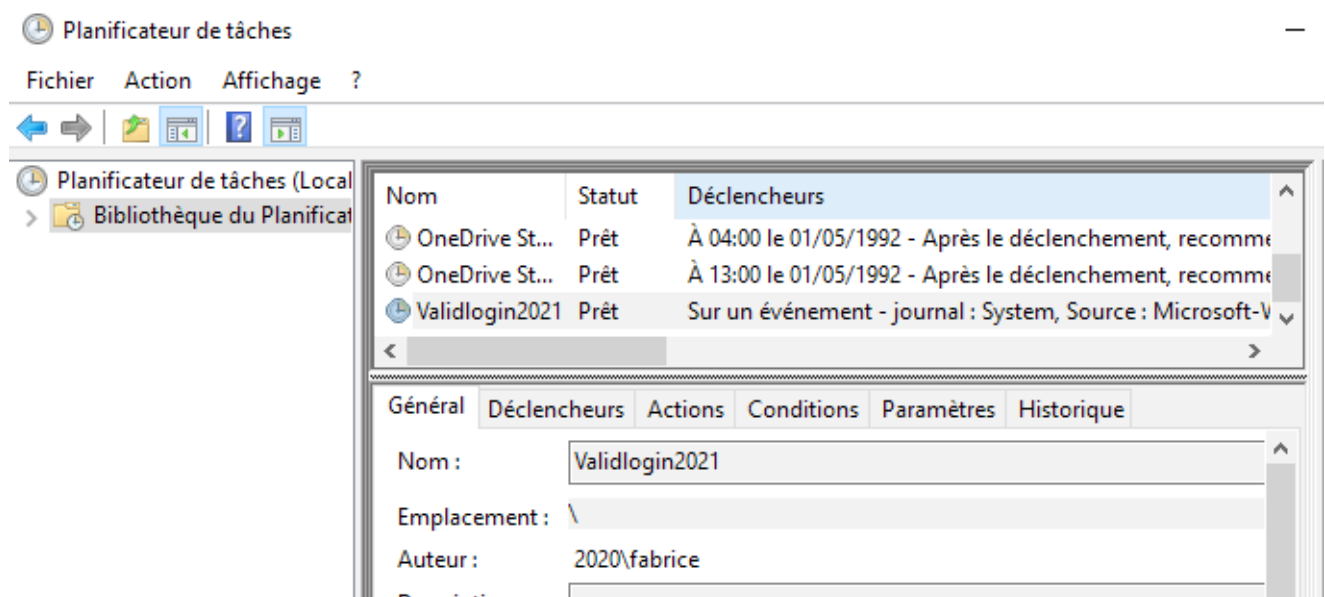 Planificateur de tâches
Fichier Action Affichage ?
Planificateur de tâches (Local
Bibliothèque du Planificat
Nom Statut Déclencheurs
OneDrive St... Prêt À 04:00 le 01/05/1992 - Après le déclenchement, recomme
OneDrive St... Prêt À 13:00 le 01/05/1992 - Après le déclenchement, recomme
Validlogin2021 Prêt Sur un événement - journal : System, Source : Microsoft-W
Général Déclencheurs Actions Conditions Paramètres Historique
Nom : Validlogin2021
Emplacement : \
Auteur : 2020\fabrice